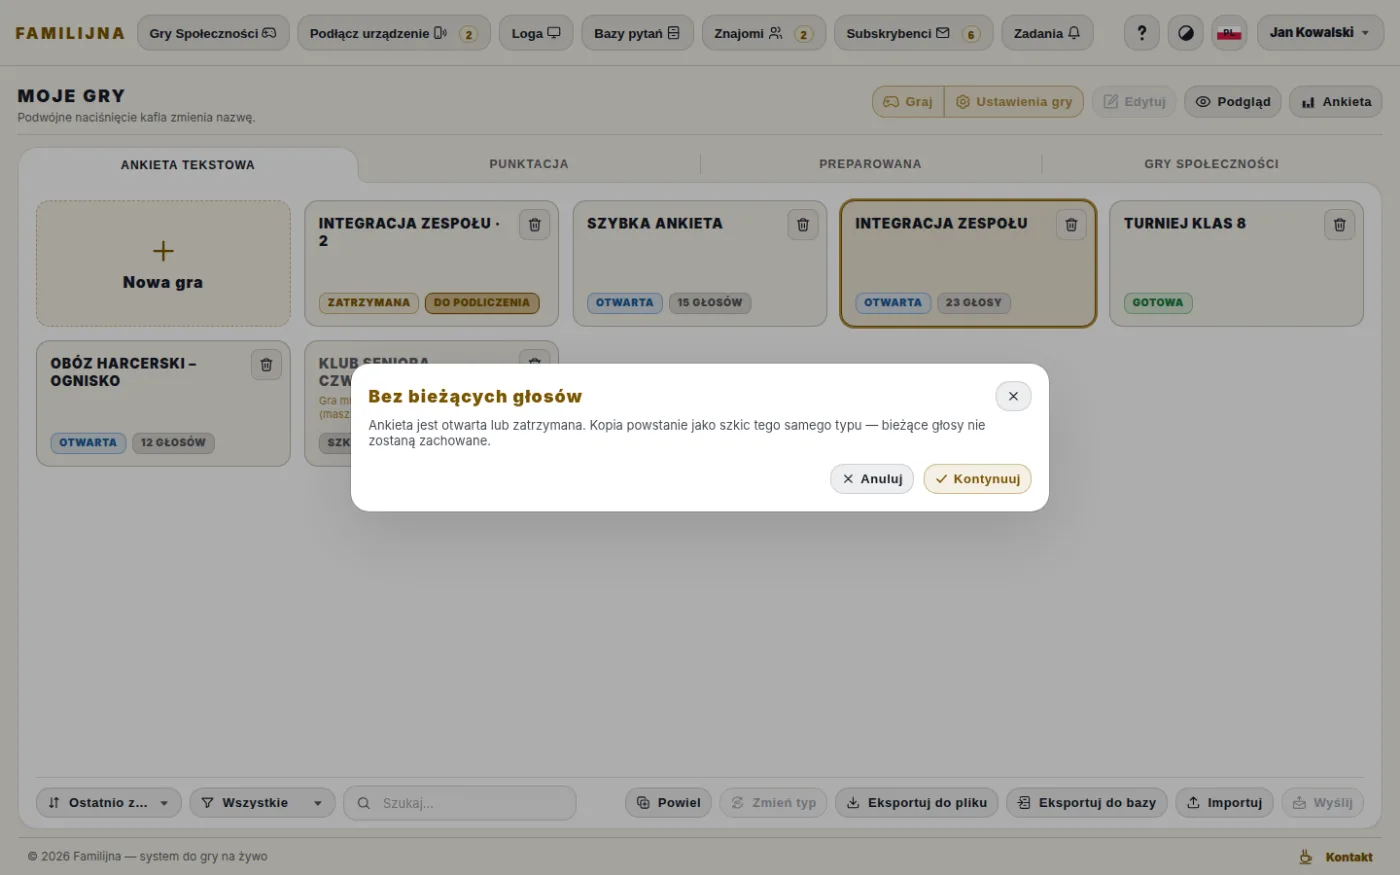 FAMILIJNA
Gry Społeczności
Podłącz urządzenie 2
Loga
Bazy pytań
Znajomi 2
Subskrybenci 6
Zadania
?
PL
Jan Kowalski
MOJE GRY
Podwójne naciśnięcie kafla zmienia nazwę.
Graj
Ustawienia gry
Edytuj
Podgląd
Ankieta
ANKIETA TEKSTOWA
PUNKTACJA
PREPAROWANA
GRY SPOŁECZNOŚCI
Nowa gra
INTEGRACJA ZESPOŁU ·
2
ZATRZYMANA
DO PODLICZENIA
SZYBKA ANKIETA
OTWARTA
15 GŁOSÓW
INTEGRACJA ZESPOŁU
OTWARTA
23 GŁOSY
TURNIEJ KLAS 8
GOTOWA
OBÓZ HARCERSKI –
OGNISKO
OTWARTA
12 GŁOSÓW
KLUB SENIORA
Bez bieżących głosów
Ankieta jest otwarta lub zatrzymana. Kopia powstanie jako szkic tego samego typu — bieżące głosy nie
zostaną zachowane.
Anuluj
Kontynuuj
Ostatnio z...
Wszystkie
Szukaj...
Powiel
Zmień typ
Eksportuj do pliku
Eksportuj do bazy
Importuj
Wyślij
© 2026 Familijna — system do gry na żywo
Kontakt